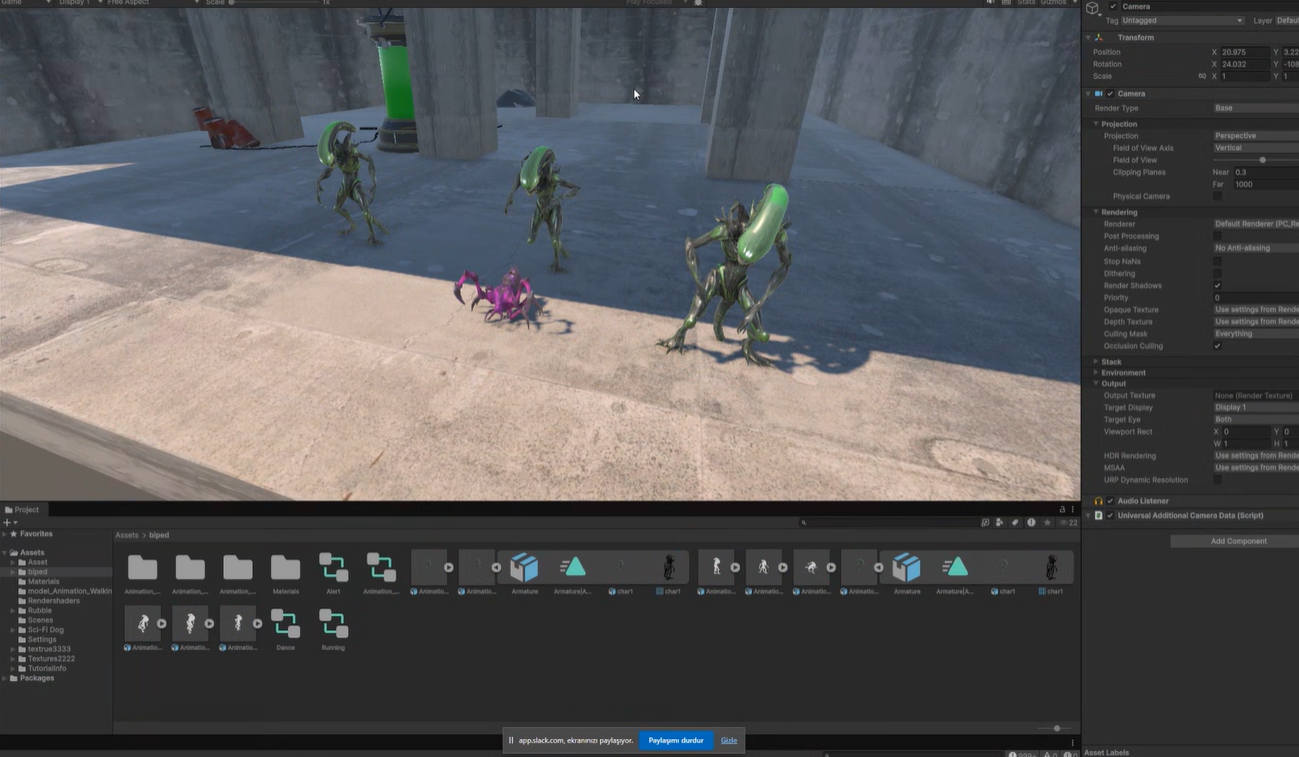 Game Display 1 Free Aspect Scale 1x Play Focused Stats Gizmos
Camera
Tag Untagged Layer Defaul
Transform
Position X 20.975 Y 3.22
Rotation X 24.032 Y -108
Scale X 1 Y 1
Camera
Render Type Base
Projection
Projection Perspective
Field of View Axis Vertical
Field of View
Clipping Planes Near 0.3
Far 1000
Physical Camera
Rendering
Renderer Default Renderer (PC_Re
Post Processing
Anti-aliasing No Anti-aliasing
Stop NaNs
Dithering
Render Shadows
Priority 0
Opaque Texture Use settings from Rende
Depth Texture Use settings from Rende
Culling Mask Everything
Occlusion Culling
Stack
Environment
Output
Output Texture None (Render Texture)
Target Display Display 1
Target Eye Both
Viewport Rect X 0 Y 0
W 1 H 1
HDR Rendering Use settings from Rende
MSAA Use settings from Rende
URP Dynamic Resolution
Audio Listener
Universal Additional Camera Data (Script)
Add Component
Asset Labels
Project
22
Favorites
Assets
Asset
biped
Materials
model_Animation_Walkin
Rendershaders
Rubble
Scenes
Sci-Fi Dog
Settings
textrue3333
Textures2222
TutorialInfo
Packages
Assets > biped
Animation_... Animation_... Animation_... Materials Alert Animation_... Animatio... Animatio... Armature Armature|A... char1 char1 Animatio... Animatio... Animatio... Animatio... Armature Armature|A... char1 char1
Animatio... Animatio... Animatio... Dance Running
app.slack.com, ekranınızı paylaşıyor. Paylaşımı durdur Gizle
999+ 0 0